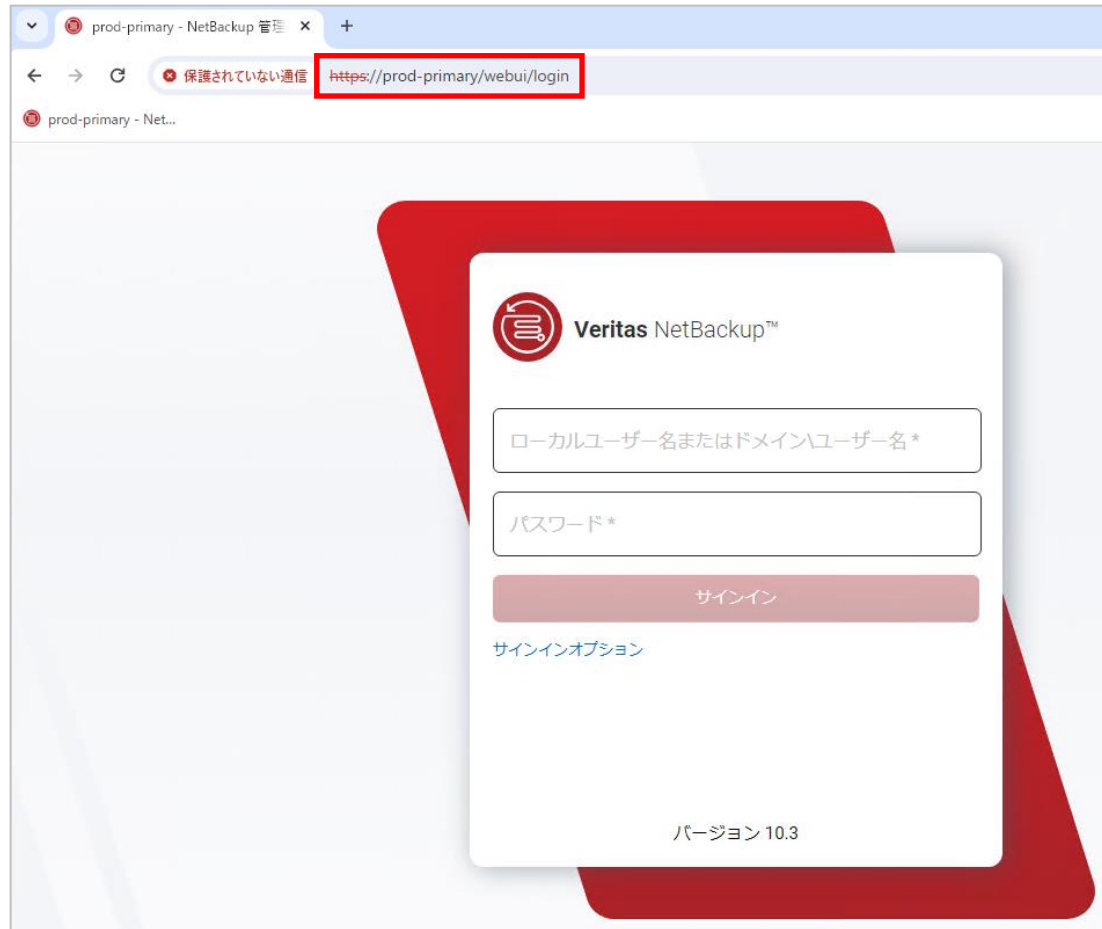 prod-primary - NetBackup 管理
保護されていない通信 https://prod-primary/webui/login
prod-primary - Net...
Veritas NetBackup™
ローカルユーザー名またはドメイン\ユーザー名 *
パスワード *
サインイン
サインインオプション
バージョン 10.3